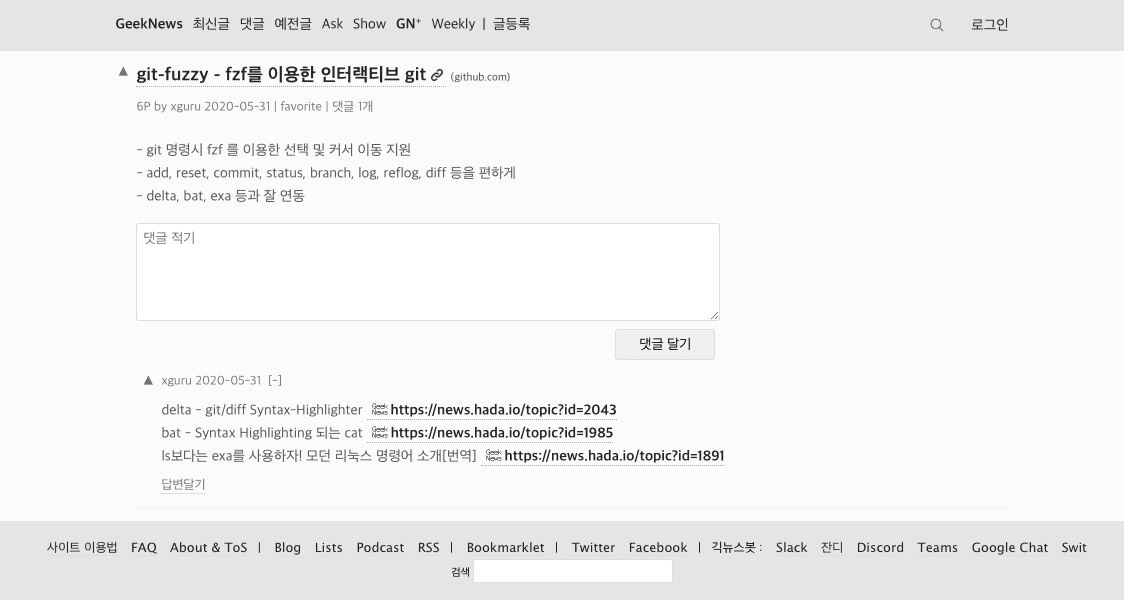 GeekNews 최신글 댓글 예전글 Ask Show GN⁺ Weekly | 글등록 로그인
▲ git-fuzzy - fzf를 이용한 인터랙티브 git (github.com)
6P by xguru 2020-05-31 | favorite | 댓글 1개
- git 명령시 fzf 를 이용한 선택 및 커서 이동 지원
- add, reset, commit, status, branch, log, reflog, diff 등을 편하게
- delta, bat, exa 등과 잘 연동
댓글 적기
댓글 달기
▲ xguru 2020-05-31 [-]
delta - git/diff Syntax-Highlighter Geek News https://news.hada.io/topic?id=2043
bat - Syntax Highlighting 되는 cat Geek News https://news.hada.io/topic?id=1985
ls보다는 exa를 사용하자! 모던 리눅스 명령어 소개[번역] Geek News https://news.hada.io/topic?id=1891
답변달기
사이트 이용법 FAQ About & ToS | Blog Lists Podcast RSS | Bookmarklet | Twitter Facebook | 긱뉴스봇 : Slack 잔디 Discord Teams Google Chat Swit
검색